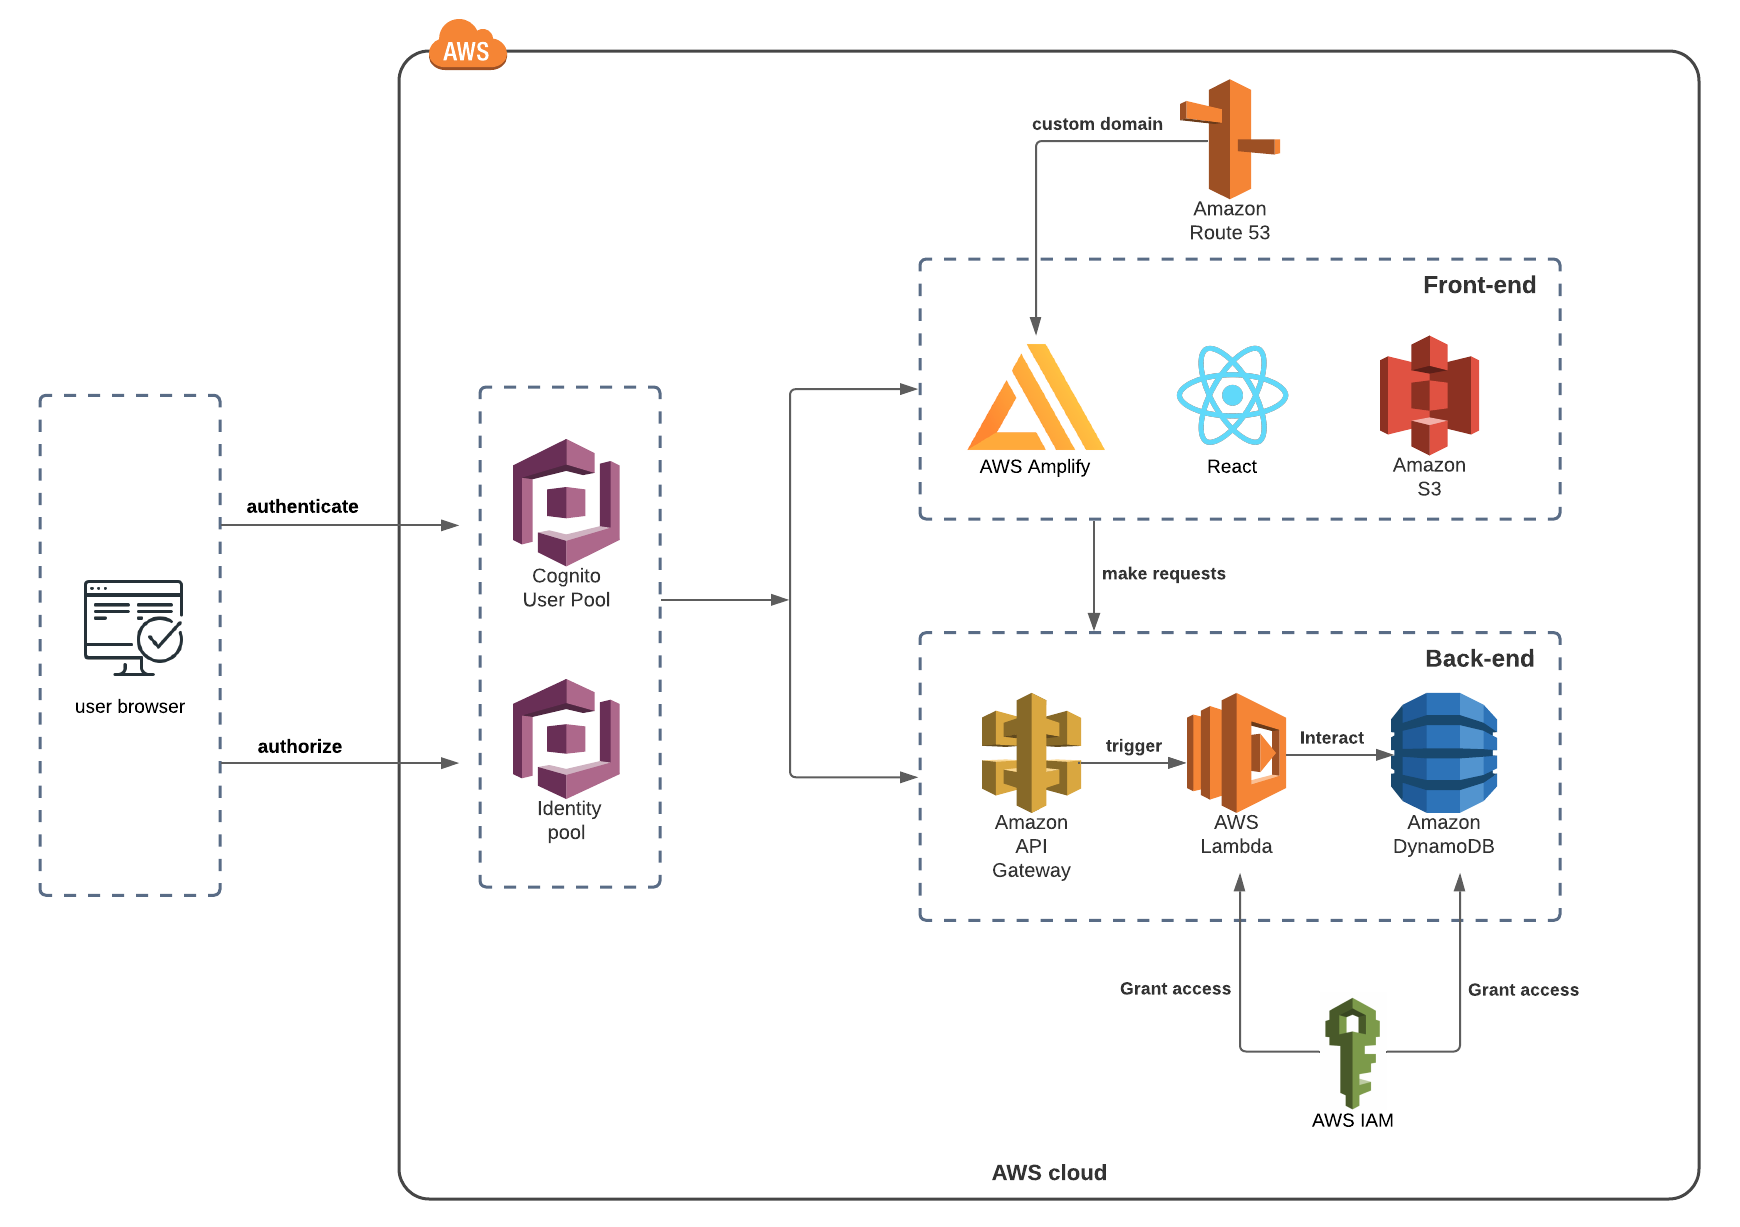 AWS
custom domain
Amazon
Route 53
Front-end
AWS Amplify
React
Amazon
S3
authenticate
Cognito
User Pool
make requests
user browser
authorize
Identity
pool
Back-end
trigger
Interact
Amazon
API
Gateway
AWS
Lambda
Amazon
DynamoDB
Grant access
Grant access
AWS IAM
AWS cloud